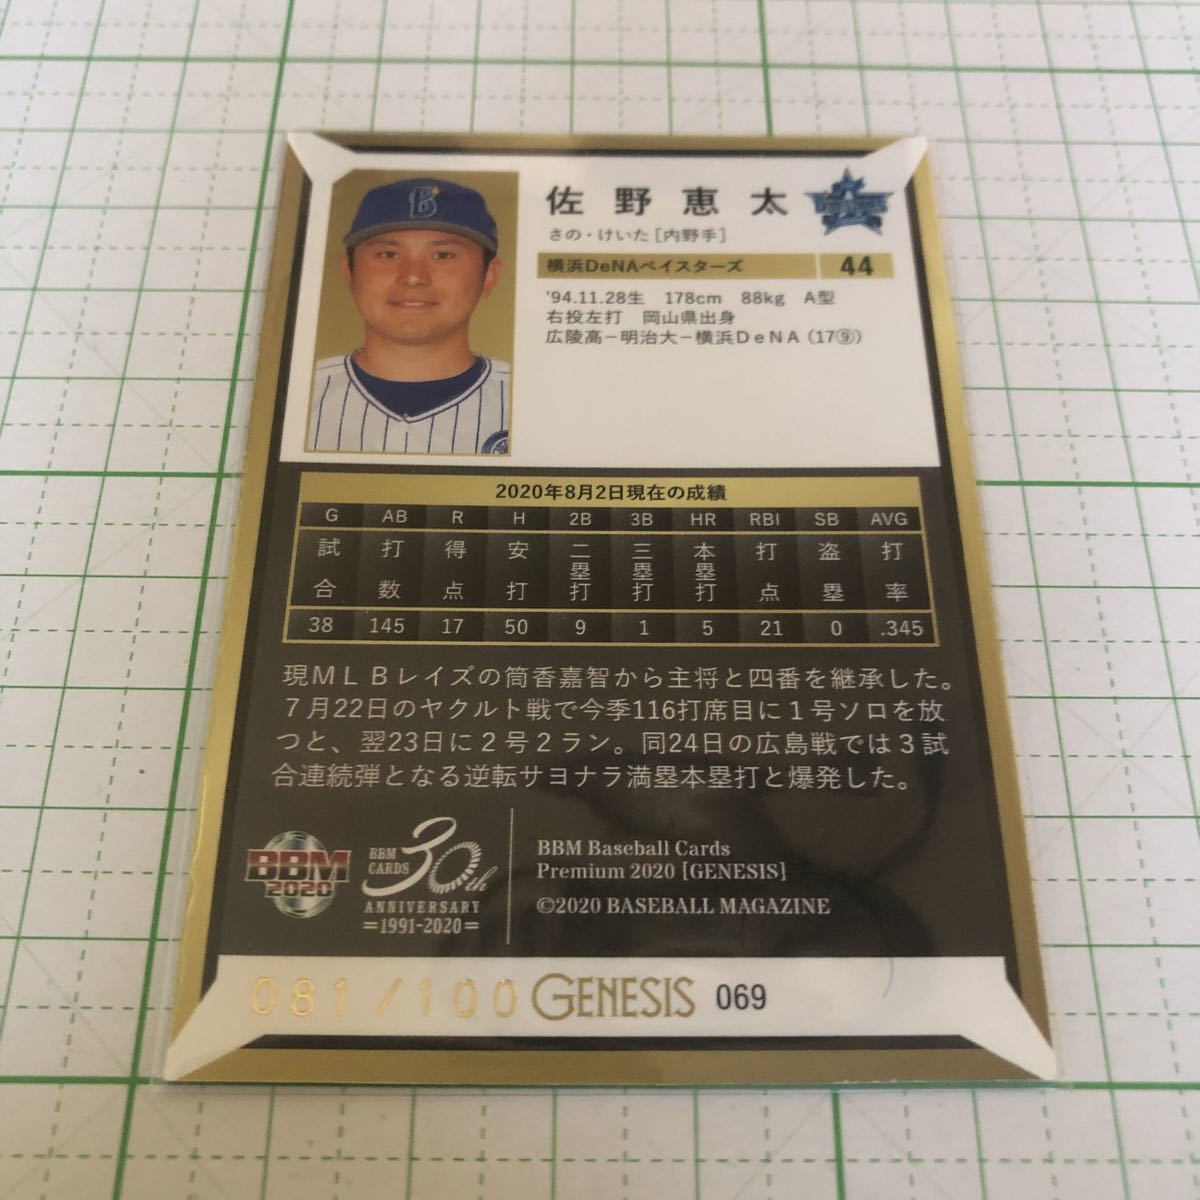 佐野恵太
さの・けいた[内野手]
横浜DeNAベイスターズ 44
'94.11.28生 178cm 88kg A型
右投左打 岡山県出身
広陵高－明治大－横浜DeNA (17⑨)
2020年8月2日現在の成績
G AB R H 2B 3B HR RBI SB AVG
試合 打数 得点 安打 二塁打 三塁打 本塁打 打点 盗塁 打率
38 145 17 50 9 1 5 21 0 .345
現ＭＬＢレイズの筒香嘉智から主将と四番を継承した。
７月22日のヤクルト戦で今季116打席目に１号ソロを放
つと、翌23日に２号２ラン。同24日の広島戦では３試
合連続弾となる逆転サヨナラ満塁本塁打と爆発した。
BBM
2020
BBM
CARDS
30th
ANNIVERSARY
=1991-2020=
BBM Baseball Cards
Premium 2020 [GENESIS]
©2020 BASEBALL MAGAZINE
081/100 GENESIS 069